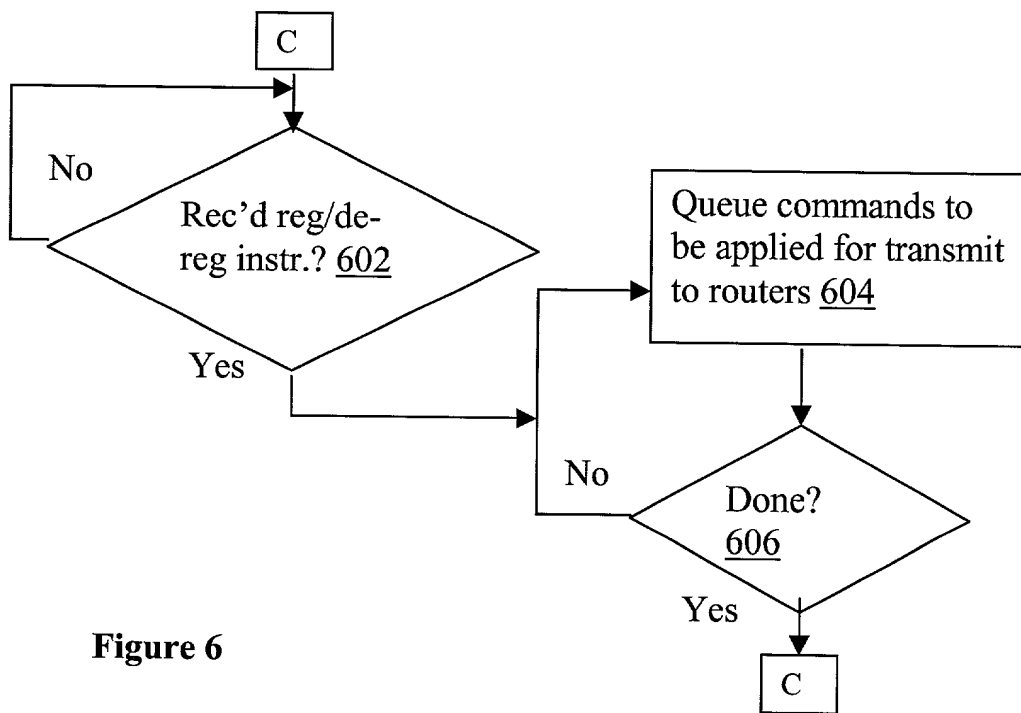 C
No
Rec’d reg/de-
reg instr.? 602
Yes
Queue commands to
be applied for transmit
to routers 604
No
Done?
606
Yes
C
Figure 6